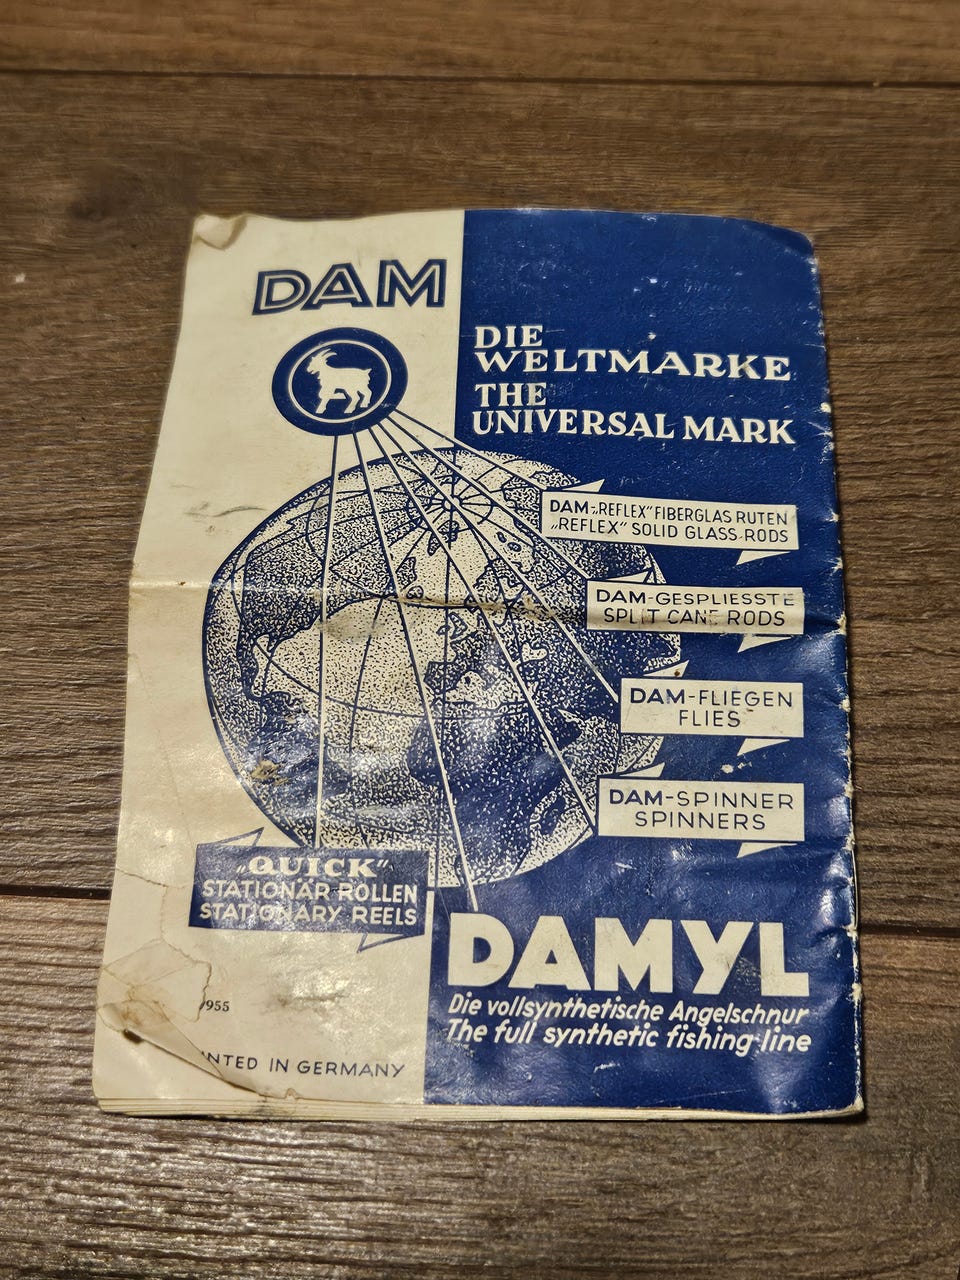 DAM
DIE
WELTMARKE
THE
UNIVERSAL MARK
DAM-„REFLEX" FIBERGLAS RUTEN
„REFLEX" SOLID GLASS-RODS
DAM-GESPLIESSTE
SPLIT CANE RODS
DAM-FLIEGEN
FLIES
DAM-SPINNER
SPINNERS
„QUICK"
STATIONÄR-ROLLEN
STATIONARY REELS
DAMYL
Die vollsynthetische Angelschnur
The full synthetic fishing line
955
NTED IN GERMANY